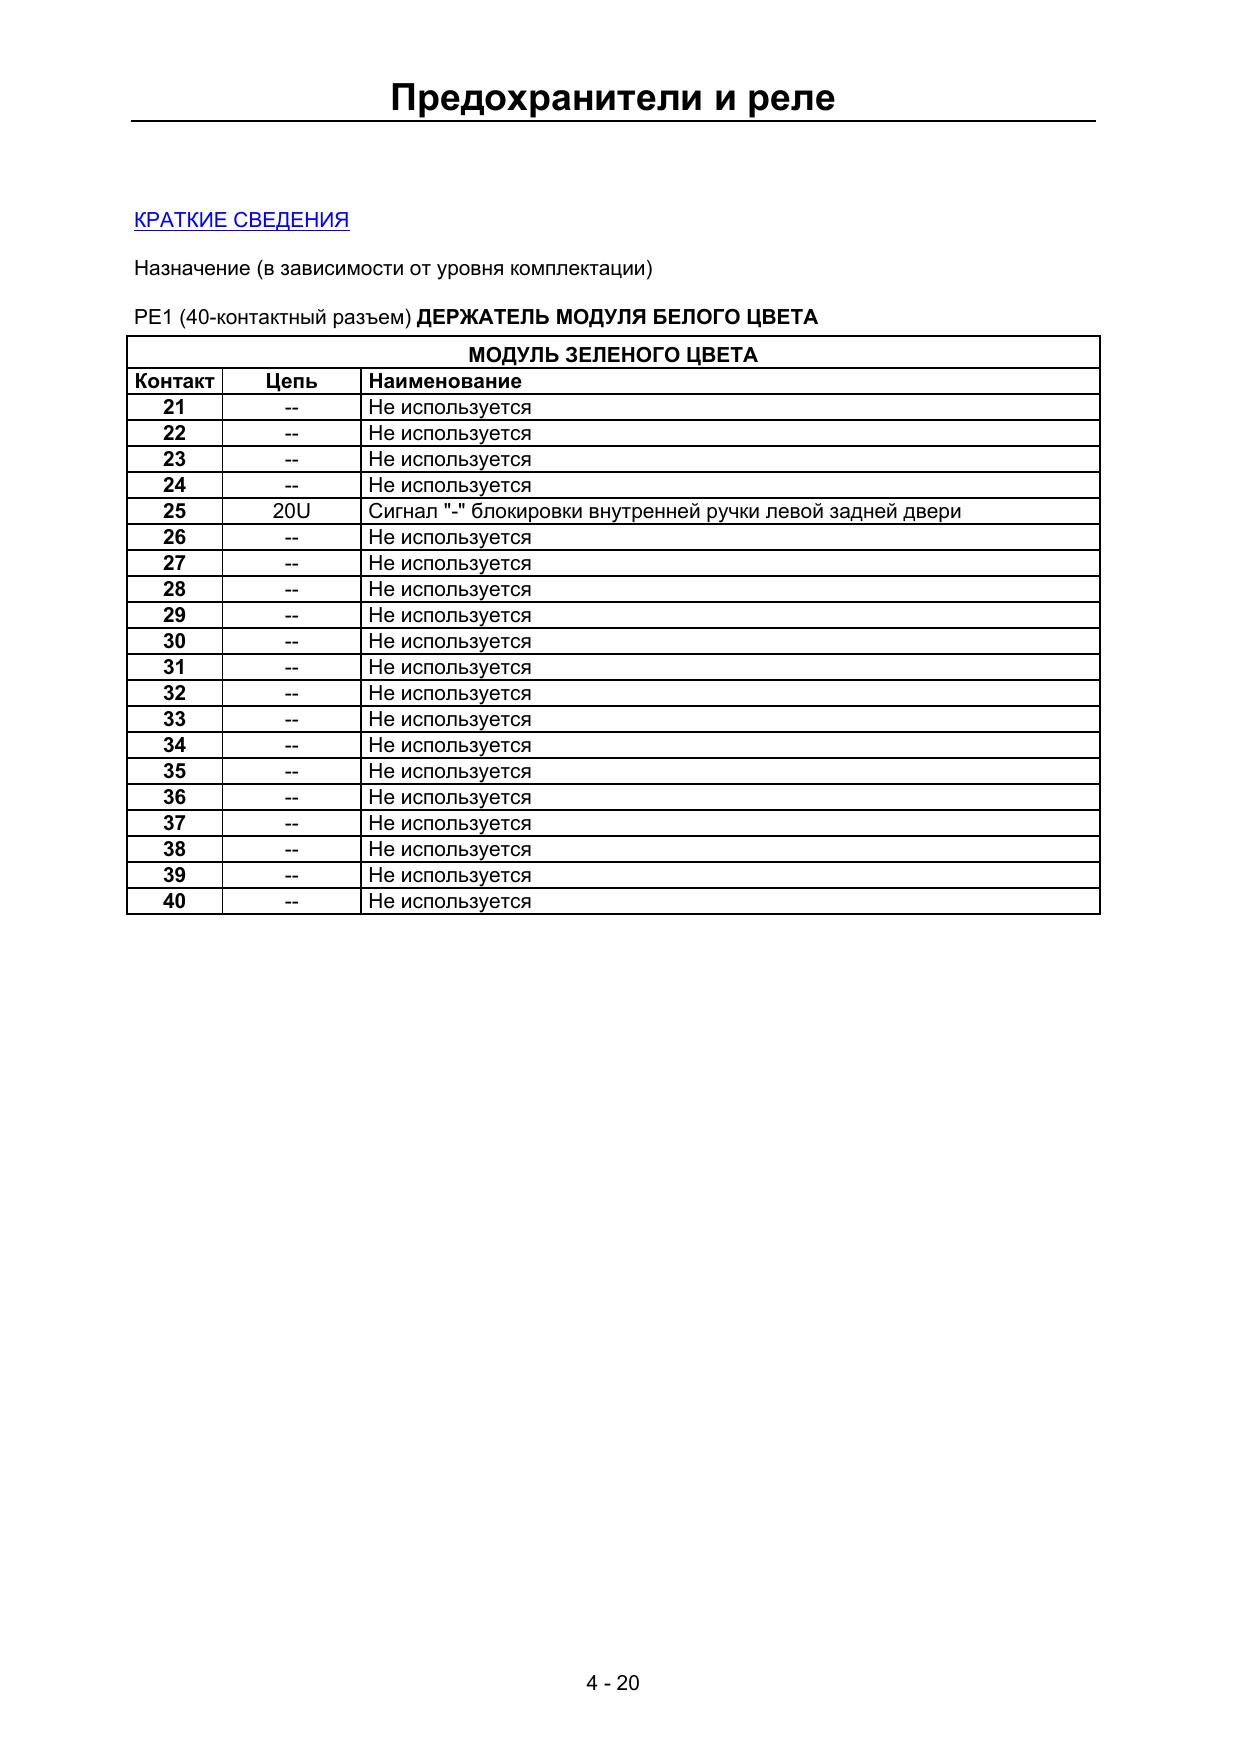 Предохранители и реле
КРАТКИЕ СВЕДЕНИЯ
Назначение (в зависимости от уровня комплектации)
PE1 (40-контактный разъем) ДЕРЖАТЕЛЬ МОДУЛЯ БЕЛОГО ЦВЕТА
МОДУЛЬ ЗЕЛЕНОГО ЦВЕТА
Контакт Цепь Наименование
21 -- Не используется
22 -- Не используется
23 -- Не используется
24 -- Не используется
25 20U Сигнал "-" блокировки внутренней ручки левой задней двери
26 -- Не используется
27 -- Не используется
28 -- Не используется
29 -- Не используется
30 -- Не используется
31 -- Не используется
32 -- Не используется
33 -- Не используется
34 -- Не используется
35 -- Не используется
36 -- Не используется
37 -- Не используется
38 -- Не используется
39 -- Не используется
40 -- Не используется
4 - 20